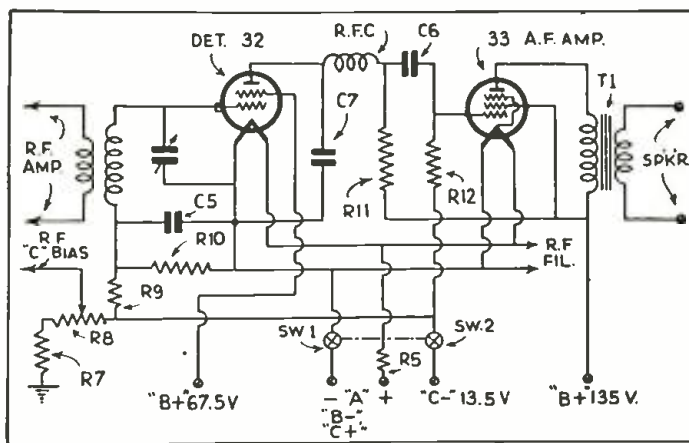 DET. 32
R.F.C
C6
33 A.F. AMP.
C7
T1
R.F.
AMP
SPKR
C5
R11
R12
R10
R.F
"C" BIAS
R.F
FIL.
R9
SW.1
SW.2
R8
R5
R7
"B+" 67.5V
- "A" +
"B-"
"C+"
"C-" 13.5 V
"B+" 135 V.